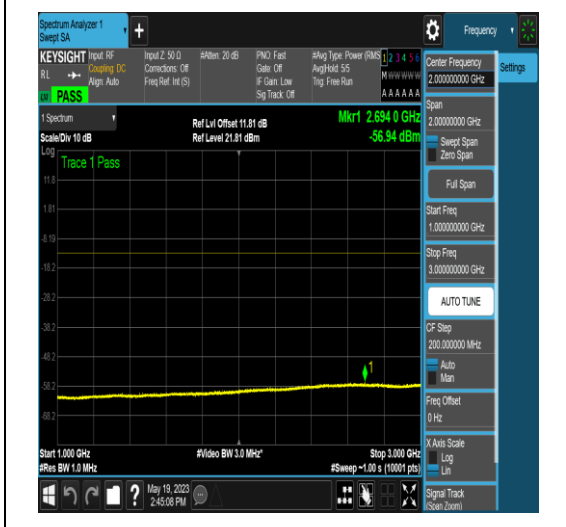 Spectrum Analyzer 1
Swept SA
+
Frequency
KEYSIGHT
RL
Input: RF
Coupling: DC
Align: Auto
Input Z: 50 Ω
Corrections: Off
Freq Ref: Int (S)
#Atten: 20 dB
PNO: Fast
Gate: Off
IF Gain: Low
Sig Track: Off
#Avg Type: Power (RMS)
Avg|Hold: 5/5
Trig: Free Run
1 2 3 4 5 6
M W W W W W
A A A A A A
PASS
1 Spectrum
Scale/Div 10 dB
Ref Lvl Offset 11.81 dB
Ref Level 21.81 dBm
Mkr1 2.694 0 GHz
-56.94 dBm
Log
Trace 1 Pass
11.8
1.81
-8.19
-18.2
-28.2
-38.2
-48.2
-58.2
-68.2
1
Start 1.000 GHz
#Res BW 1.0 MHz
#Video BW 3.0 MHz*
Stop 3.000 GHz
#Sweep ~1.00 s (10001 pts)
?
May 19, 2023
2:45:08 PM
Center Frequency
2.000000000 GHz
Span
2.00000000 GHz
Swept Span
Zero Span
Full Span
Start Freq
1.000000000 GHz
Stop Freq
3.000000000 GHz
AUTO TUNE
CF Step
200.000000 MHz
Auto
Man
Freq Offset
0 Hz
X Axis Scale
Log
Lin
Signal Track
(Span Zoom)
Settings